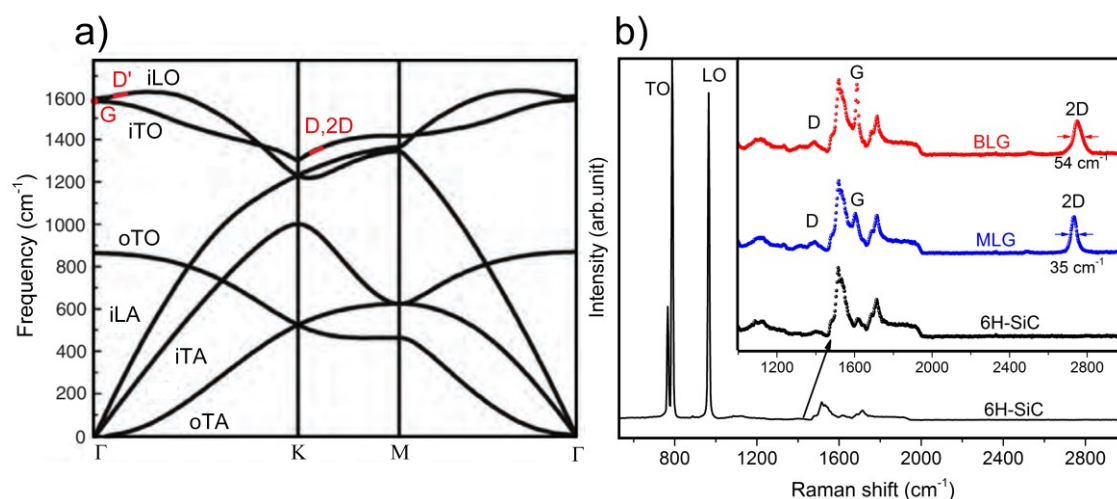 a)
Frequency (cm⁻¹)
1600
1400
1200
1000
800
600
400
200
0
D'
iLO
G
iTO
D,2D
oTO
iLA
iTA
oTA
Γ
K
M
Γ
b)
Intensity (arb.unit)
TO
LO
D
G
2D
BLG
54 cm⁻¹
D
G
2D
MLG
35 cm⁻¹
6H-SiC
1200
1600
2000
2400
2800
6H-SiC
800
1200
1600
2000
2400
2800
Raman shift (cm⁻¹)